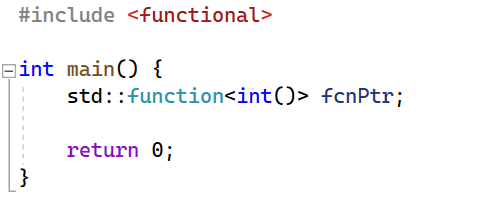 #include <functional>
int main() {
std::function<int()> fcnPtr;
return 0;
}